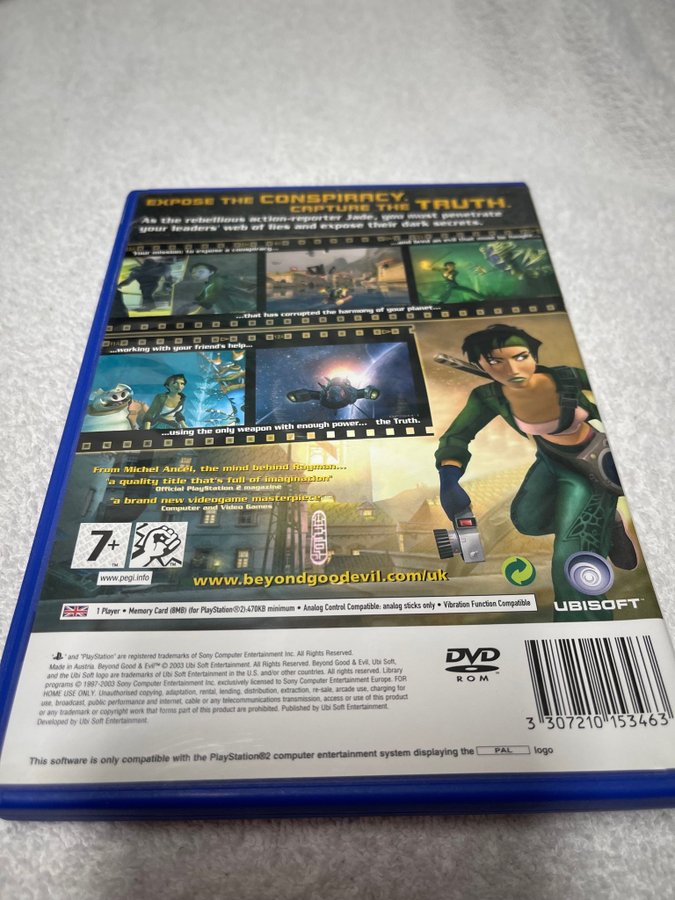 EXPOSE THE CONSPIRACY.
CAPTURE THE TRUTH.
As the rebellious action-reporter Jade, you must penetrate
your leaders' web of lies and expose their dark secrets.
Your mission: to expose a conspiracy...
...that has corrupted the harmony of your planet...
...working with your friend's help...
...using the only weapon with enough power... the Truth.
From Michel Ancel, the mind behind Rayman...
"a quality title that's full of imagination"
Official PlayStation 2 magazine
"a brand new videogame masterpiece"
Computer and Video Games
7+
TM
TM
www.pegi.info
www.beyondgoodevil.com/uk
UBISOFT
1 Player • Memory Card (8MB) (for PlayStation®2):470KB minimum • Analog Control Compatible: analog sticks only • Vibration Function Compatible
" and "PlayStation" are registered trademarks of Sony Computer Entertainment Inc. All Rights Reserved.
Made in Austria. Beyond Good & Evil™ © 2003 Ubi Soft Entertainment. All Rights Reserved. Beyond Good & Evil, Ubi Soft,
and the Ubi Soft logo are trademarks of Ubi Soft Entertainment in the U.S. and/or other countries. All rights reserved. Library
programs © 1997-2003 Sony Computer Entertainment Inc. exclusively licensed to Sony Computer Entertainment Europe. FOR
HOME USE ONLY. Unauthorised copying, adaptation, rental, lending, distribution, extraction, re-sale, arcade use, charging for
use, broadcast, public performance and internet, cable or any telecommunications transmission, access or use of this product
or any trademark or copyright work that forms part of this product are prohibited. Published by Ubi Soft Entertainment.
Developed by Ubi Soft Entertainment.
DVD
ROM
3 307210 153463
This software is only compatible with the PlayStation®2 computer entertainment system displaying the PAL logo